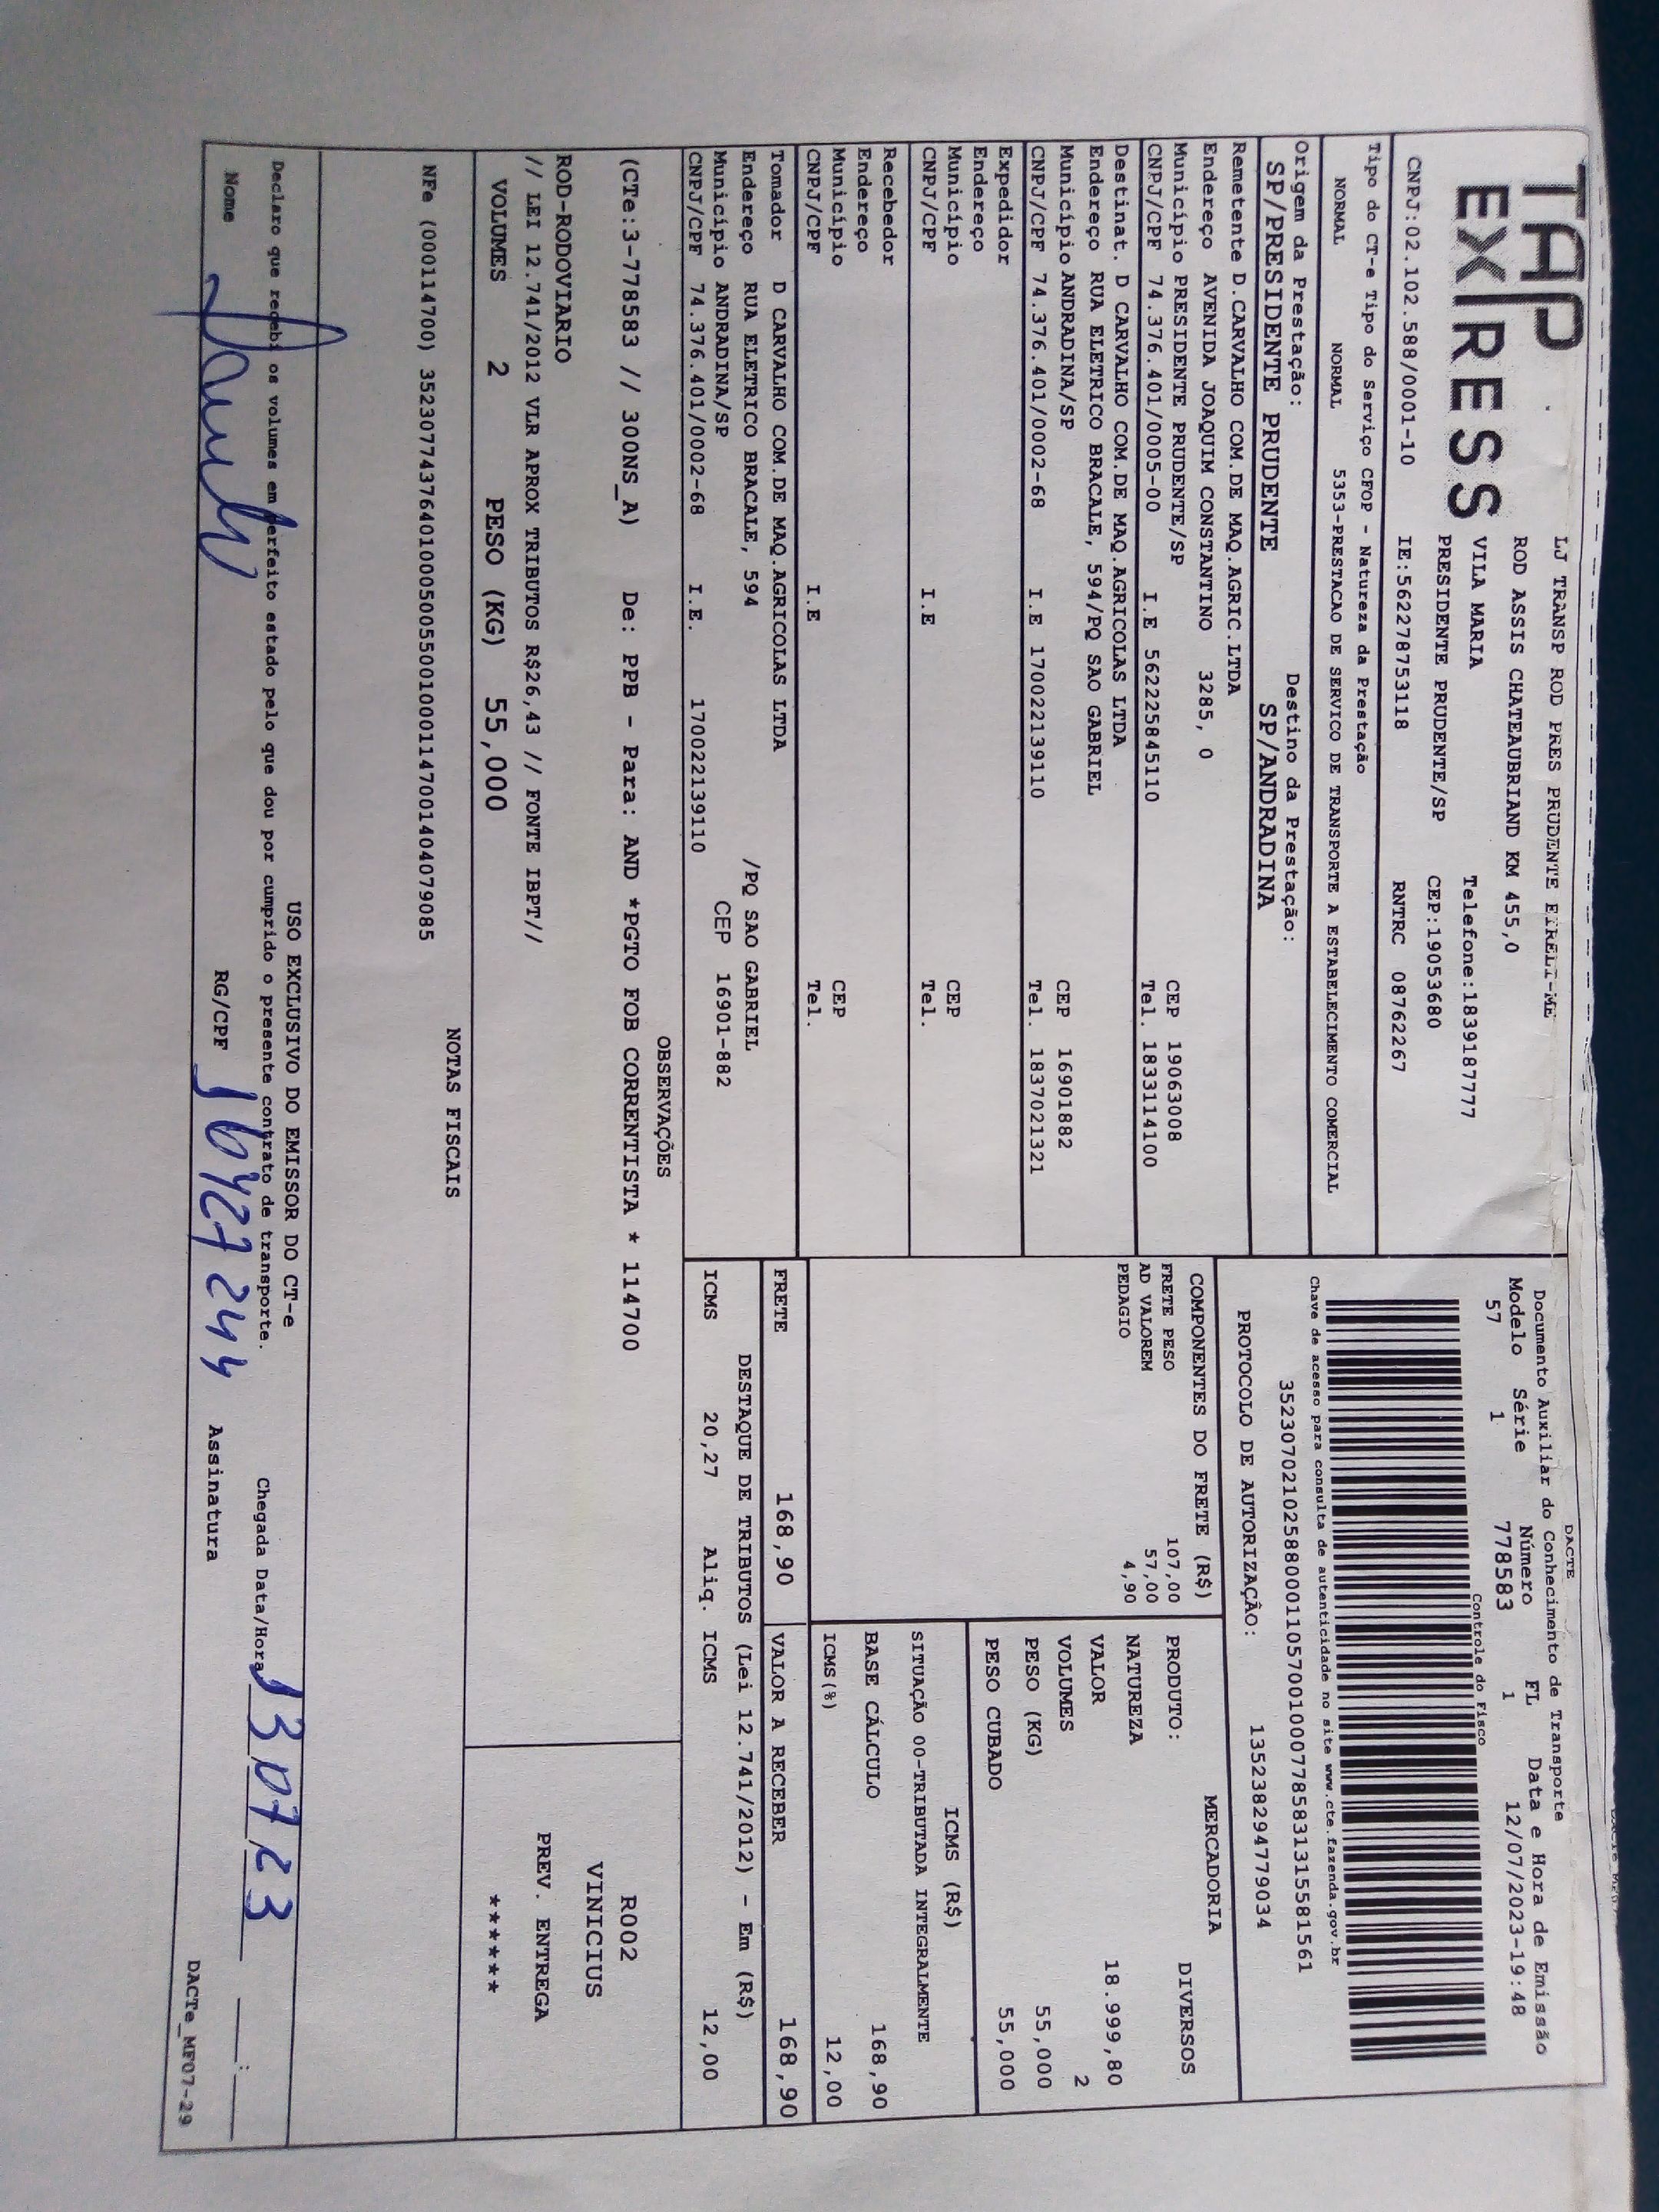 TAP EXPRESS
LJ TRANSP ROD PRES PRUDENTE EIRELI-ME
ROD ASSIS CHATEAUBRIAND KM 455,0
VILA MARIA Telefone:1839187777
PRESIDENTE PRUDENTE/SP CEP:19053680
CNPJ:02.102.588/0001-10 IE:562278753118 RNTRC 08762267
DACTE
Documento Auxiliar do Conhecimento de Transporte
Modelo Série Número FL Data e Hora de Emissão
57 1 778583 1 12/07/2023-19:48
Controle do Fisco
Chave de acesso para consulta de autenticidade no site www.cte.fazenda.gov.br
35230702102588000110570010007785831315581561
PROTOCOLO DE AUTORIZAÇÃO: 135238294779034
Tipo do CT-e Tipo do Serviço CFOP - Natureza da Prestação
NORMAL NORMAL 5353-PRESTACAO DE SERVICO DE TRANSPORTE A ESTABELECIMENTO COMERCIAL
Origem da Prestação: Destino da Prestação:
SP/PRESIDENTE PRUDENTE SP/ANDRADINA
Remetente D.CARVALHO COM.DE MAQ.AGRIC.LTDA
Endereço AVENIDA JOAQUIM CONSTANTINO 3285, 0
Município PRESIDENTE PRUDENTE/SP CEP 19063008
CNPJ/CPF 74.376.401/0005-00 I.E 562225845110 Tel. 1833114100
Destinat. D CARVALHO COM.DE MAQ.AGRICOLAS LTDA
Endereço RUA ELETRICO BRACALE, 594/PQ SAO GABRIEL
Município ANDRADINA/SP CEP 16901882
CNPJ/CPF 74.376.401/0002-68 I.E 170022139110 Tel. 1837021321
Expedidor
Endereço
Município CEP
CNPJ/CPF I.E Tel.
Recebedor
Endereço
Município CEP
CNPJ/CPF I.E Tel.
Tomador D CARVALHO COM.DE MAQ.AGRICOLAS LTDA
Endereço RUA ELETRICO BRACALE, 594 /PQ SAO GABRIEL
Município ANDRADINA/SP CEP 16901-882
CNPJ/CPF 74.376.401/0002-68 I.E. 170022139110
COMPONENTES DO FRETE (R$)
FRETE PESO 107,00
AD VALOREM 57,00
PEDAGIO 4,90
MERCADORIA
PRODUTO: DIVERSOS
NATUREZA
VALOR 18.999,80
VOLUMES 2
PESO (KG) 55,000
PESO CUBADO 55,000
ICMS (R$)
SITUAÇÃO 00-TRIBUTADA INTEGRALMENTE
BASE CÁLCULO 168,90
ICMS(%) 12,00
FRETE 168,90 VALOR A RECEBER 168,90
DESTAQUE DE TRIBUTOS (Lei 12.741/2012) - Em (R$)
ICMS 20,27 Aliq. ICMS 12,00
OBSERVAÇÕES
(CTe:3-778583 // 300NS_A) De: PPB - Para: AND *PGTO FOB CORRENTISTA * 114700
ROD-RODOVIARIO
// LEI 12.741/2012 VLR APROX TRIBUTOS R$26,43 // FONTE IBPT//
VOLUMES 2 PESO (KG) 55,000
R002
VINICIUS
PREV. ENTREGA
******
NOTAS FISCAIS
NFe (000114700) 35230774376401000500550010001147001404079085
USO EXCLUSIVO DO EMISSOR DO CT-e
Declaro que recebi os volumes em perfeito estado pelo que dou por cumprido o presente contrato de transporte. Chegada Data/Hora 13 07 23 ___:___
Nome RG/CPF 16427244 Assinatura
DACTe_MF07-29